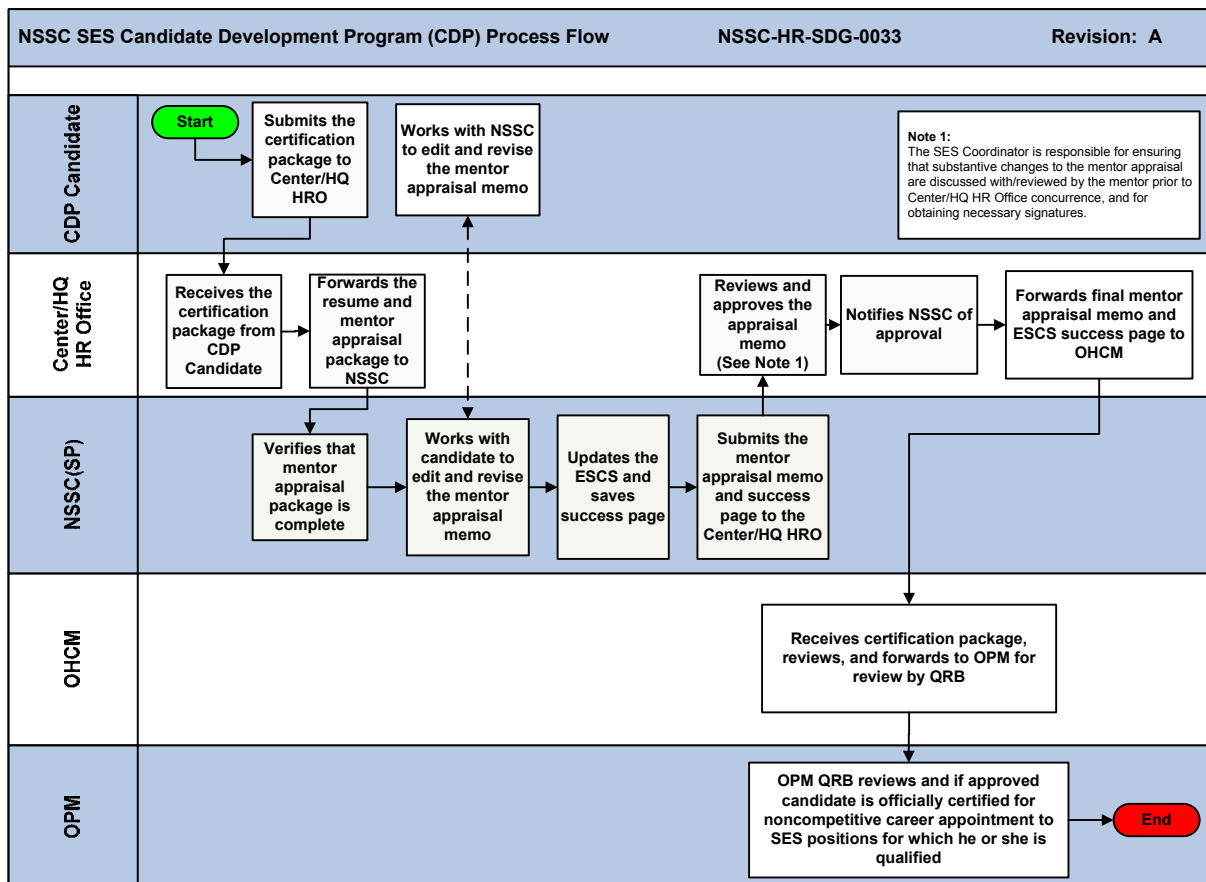 NSSC SES Candidate Development Program (CDP) Process Flow NSSC-HR-SDG-0033 Revision: A
CDP Candidate
Start
Submits the
certification
package to
Center/HQ
HRO
Works with NSSC
to edit and revise
the mentor
appraisal memo
Note 1:
The SES Coordinator is responsible for ensuring
that substantive changes to the mentor appraisal
are discussed with/reviewed by the mentor prior to
Center/HQ HR Office concurrence, and for
obtaining necessary signatures.
Center/HQ
HR Office
Receives the
certification
package from
CDP
Candidate
Forwards the
resume and
mentor
appraisal
package to
NSSC
Reviews and
approves the
appraisal
memo
(See Note 1)
Notifies NSSC of
approval
Forwards final mentor
appraisal memo and
ESCS success page to
OHCM
NSSC(SP)
Verifies that
mentor
appraisal
package is
complete
Works with
candidate to
edit and revise
the mentor
appraisal
memo
Updates the
ESCS and
saves
success page
Submits the
mentor
appraisal memo
and success
page to the
Center/HQ HRO
OHCM
Receives certification package,
reviews, and forwards to OPM for
review by QRB
OPM
OPM QRB reviews and if approved
candidate is officially certified for
noncompetitive career appointment to
SES positions for which he or she is
qualified
End